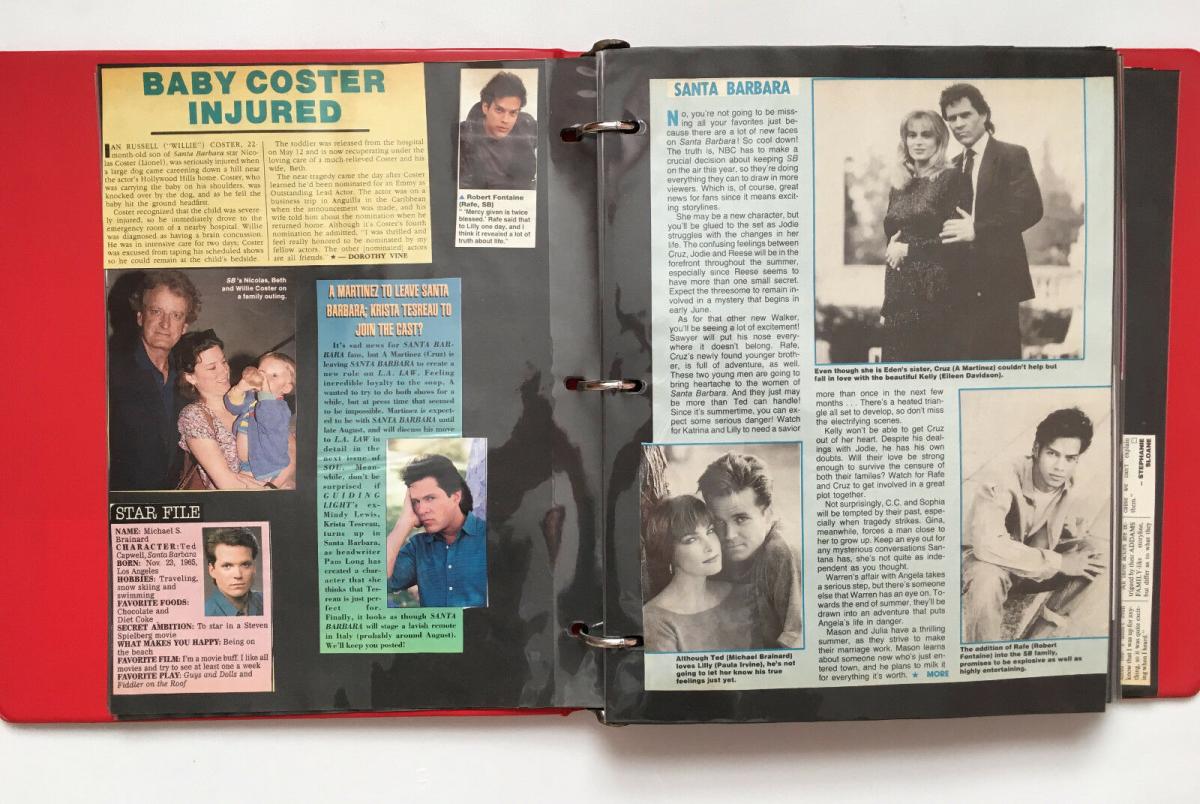 BABY COSTER
INJURED
IAN RUSSELL ("WILLIE") COSTER, 22-
month-old son of Santa Barbara star Nico-
las Coster (Lionel), was seriously injured when
a large dog came careening down a hill near
the actor's Hollywood Hills home. Coster, who
was carrying the baby on his shoulders, was
knocked over by the dog, and as he fell the
baby hit the ground headfirst.
Coster recognized that the child was severe-
ly injured, so he immediately drove to the
emergency room of a nearby hospital. Willie
was diagnosed as having a brain concussion.
He was in intensive care for two days; Coster
was excused from taping his scheduled shows
so he could remain at the child's bedside.
The toddler was released from the hospital
on May 12 and is now recuperating under the
loving care of a much-relieved Coster and his
wife, Beth.
The near tragedy came the day after Coster
learned he'd been nominated for an Emmy as
Outstanding Lead Actor. The actor was on a
business trip in Anguilla in the Caribbean
when the announcement was made, and his
wife told him about the nomination when he
returned home. Although it's Coster's fourth
nomination he admitted, "I was thrilled and
feel really honored to be nominated by my
fellow actors. The other [nominated] actors
are all friends." ★ — DOROTHY VINE
▲ Robert Fontaine
(Rafe, SB)
"'Mercy given is twice
blessed.' Rafe said that
to Lilly one day, and I
think it revealed a lot of
truth about life."
SB's Nicolas, Beth
and Willie Coster on
a family outing.
A MARTINEZ TO LEAVE SANTA
BARBARA; KRISTA TESREAU TO
JOIN THE CAST?
It's sad news for SANTA BAR-
BARA fans, but A Martinez (Cruz) is
leaving SANTA BARBARA to create a
new role on L.A. LAW. Feeling
incredible loyalty to the soap, A
wanted to try to do both shows for a
while, but at press time that seemed
to be impossible. Martinez is expect-
ed to be with SANTA BARBARA until
late August, and will discuss his move
to L.A. LAW in
detail in the
next issue of
SOU. Mean-
while, don't be
surprised if
GUIDING
LIGHT's ex-
Mindy Lewis,
Krista Tesreau,
turns up in
Santa Barbara,
as headwriter
Pam Long has
created a char-
acter that she
thinks that Tes-
reau is just per-
fect for.
Finally, it looks as though SANTA
BARBARA will stage a lavish remote
in Italy (probably around August).
We'll keep you posted!
STAR FILE
NAME: Michael S.
Brainard
CHARACTER: Ted
Capwell, Santa Barbara
BORN: Nov. 23, 1965,
Los Angeles
HOBBIES: Traveling,
snow skiing and
swimming
FAVORITE FOODS:
Chocolate and
Diet Coke
SECRET AMBITION: To star in a Steven
Spielberg movie
WHAT MAKES YOU HAPPY: Being on
the beach
FAVORITE FILM: I'm a movie buff. I like all
movies and try to see at least one a week
FAVORITE PLAY: Guys and Dolls and
Fiddler on the Roof
SANTA BARBARA
No, you're not going to be miss-
ing all your favorites just be-
cause there are a lot of new faces
on Santa Barbara! So cool down!
The truth is, NBC has to make a
crucial decision about keeping SB
on the air this year, so they're doing
everything they can to draw in more
viewers. Which is, of course, great
news for fans since it means excit-
ing storylines.
She may be a new character, but
you'll be glued to the set as Jodie
struggles with the changes in her
life. The confusing feelings between
Cruz, Jodie and Reese will be in the
forefront throughout the summer,
especially since Reese seems to
have more than one small secret.
Expect the threesome to remain in-
volved in a mystery that begins in
early June.
As for that other new Walker,
you'll be seeing a lot of excitement!
Sawyer will put his nose every-
where it doesn't belong. Rafe,
Cruz's newly found younger broth-
er, is full of adventure, as well.
These two young men are going to
bring heartache to the women of
Santa Barbara. And they just may
be more than Ted can handle!
Since it's summertime, you can ex-
pect some serious danger! Watch
for Katrina and Lilly to need a savior
Even though she is Eden's sister, Cruz (A Martinez) couldn't help but
fall in love with the beautiful Kelly (Eileen Davidson).
more than once in the next few
months . . . There's a heated trian-
gle all set to develop, so don't miss
the electrifying scenes.
Kelly won't be able to get Cruz
out of her heart. Despite his deal-
ings with Jodie, he has his own
doubts. Will their love be strong
enough to survive the censure of
both their families? Watch for Rafe
and Cruz to get involved in a great
plot together.
Not surprisingly, C.C. and Sophia
will be tempted by their past, espe-
cially when tragedy strikes. Gina,
meanwhile, forces a man close to
her to grow up. Keep an eye out for
any mysterious conversations San-
tana has, she's not quite as inde-
pendent as you thought.
Warren's affair with Angela takes
a serious step, but there's someone
else that Warren has an eye on. To-
wards the end of summer, they'll be
drawn into an adventure that puts
Angela's life in danger.
Mason and Julia have a thrilling
summer, as they strive to make
their marriage work. Mason learns
about someone new who's just en-
tered town, and he plans to milk it
for everything it's worth. ★ MORE
Although Ted (Michael Brainard)
loves Lilly (Paula Irvine), he's not
going to let her know his true
feelings just yet.
The addition of Rafe (Robert
Fontaine) into the SB family,
promises to be explosive as well as
highly entertaining.
them."
– STEPHANIE
SLOANE
trigued by their ADDAMS
FAMILY-like storyline,
but differ as to what they
know that I was up for any-
thing, so it was quite excit-
ing when I heard."